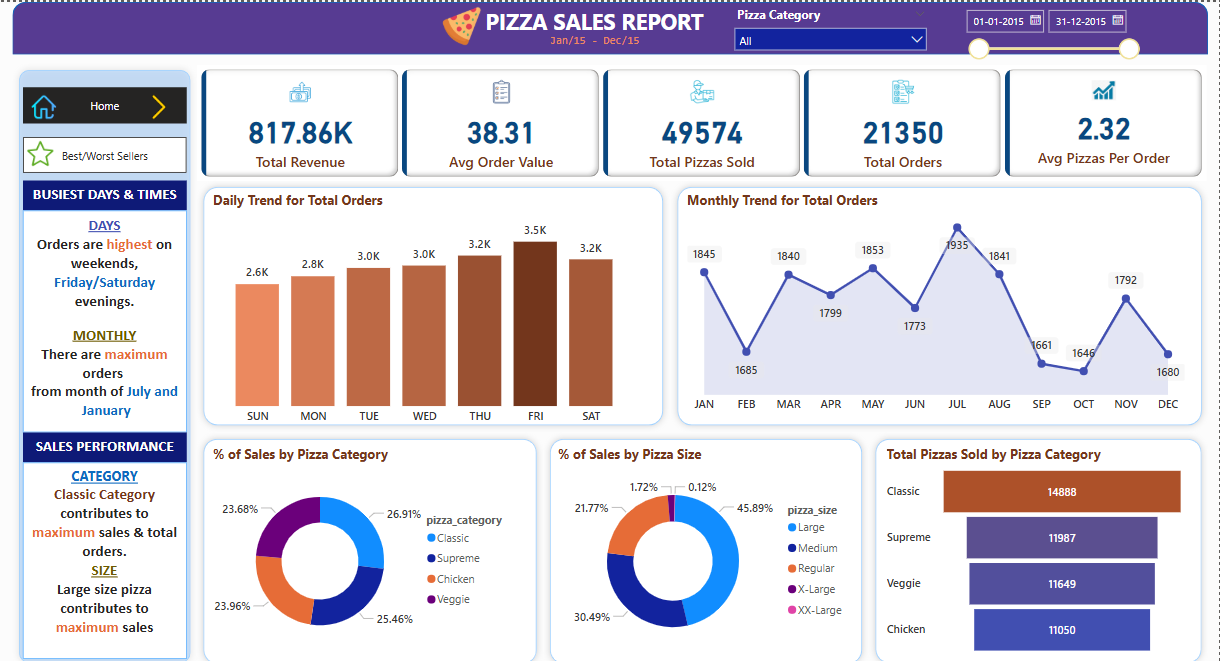 PIZZA SALES REPORT
Jan/15 - Dec/15
Pizza Category
All
01-01-2015
31-12-2015
Home
Best/Worst Sellers
BUSIEST DAYS & TIMES
DAYS
Orders are highest on
weekends,
Friday/Saturday
evenings.
MONTHLY
There are maximum
orders
from month of July and
January
SALES PERFORMANCE
CATEGORY
Classic Category
contributes to
maximum sales & total
orders.
SIZE
Large size pizza
contributes to
maximum sales
817.86K
Total Revenue
38.31
Avg Order Value
49574
Total Pizzas Sold
21350
Total Orders
2.32
Avg Pizzas Per Order
Daily Trend for Total Orders
2.6K
2.8K
3.0K
3.0K
3.2K
3.5K
3.2K
SUN MON TUE WED THU FRI SAT
Monthly Trend for Total Orders
1845
1685
1840
1799
1853
1773
1935
1841
1661
1646
1792
1680
JAN FEB MAR APR MAY JUN JUL AUG SEP OCT NOV DEC
% of Sales by Pizza Category
23.68%
26.91%
23.96%
25.46%
pizza_category
Classic
Supreme
Chicken
Veggie
% of Sales by Pizza Size
1.72%
0.12%
21.77%
45.89%
30.49%
pizza_size
Large
Medium
Regular
X-Large
XX-Large
Total Pizzas Sold by Pizza Category
Classic 14888
Supreme 11987
Veggie 11649
Chicken 11050